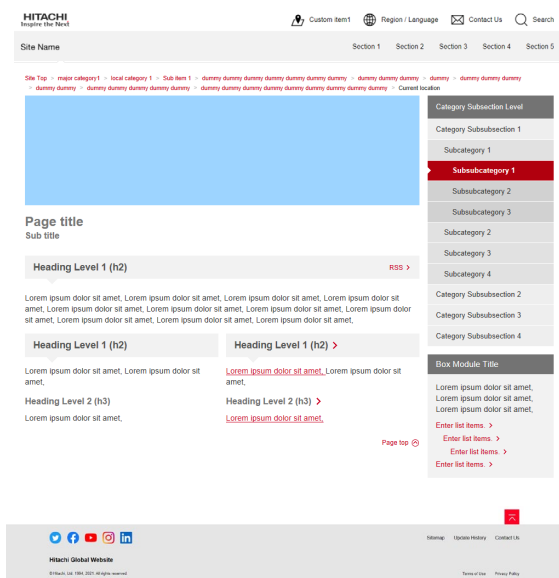 HITACHI
Inspire the Next
Custom item1
Region / Language
Contact Us
Search
Site Name
Section 1
Section 2
Section 3
Section 4
Section 5
Site Top > major category1 > local category 1 > Sub item 1 > dummy dummy dummy dummy dummy dummy dummy > dummy dummy dummy > dummy > dummy dummy dummy
> dummy dummy > dummy dummy dummy dummy dummy > dummy dummy dummy dummy dummy dummy dummy dummy dummy > Current location
Page title
Sub title
Heading Level 1 (h2)
RSS >
Lorem ipsum dolor sit amet, Lorem ipsum dolor sit amet, Lorem ipsum dolor sit amet, Lorem ipsum dolor sit
amet, Lorem ipsum dolor sit amet, Lorem ipsum dolor sit amet, Lorem ipsum dolor sit amet, Lorem ipsum dolor
sit amet, Lorem ipsum dolor sit amet, Lorem ipsum dolor sit amet, Lorem ipsum dolor sit amet,
Heading Level 1 (h2)
Lorem ipsum dolor sit amet, Lorem ipsum dolor sit
amet,
Heading Level 2 (h3)
Lorem ipsum dolor sit amet,
Heading Level 1 (h2) >
Lorem ipsum dolor sit amet, Lorem ipsum dolor sit
amet,
Heading Level 2 (h3) >
Lorem ipsum dolor sit amet,
Page top
Category Subsection Level
Category Subsubsection 1
Subcategory 1
Subsubcategory 1
Subsubcategory 2
Subsubcategory 3
Subcategory 2
Subcategory 3
Subcategory 4
Category Subsubsection 2
Category Subsubsection 3
Category Subsubsection 4
Box Module Title
Lorem ipsum dolor sit amet,
Lorem ipsum dolor sit amet,
Lorem ipsum dolor sit amet,
Enter list items. >
Enter list items. >
Enter list items. >
Enter list items. >
Sitemap
Update History
Contact Us
Hitachi Global Website
© Hitachi, Ltd. 1994, 2021. All rights reserved.
Terms of Use
Privacy Policy